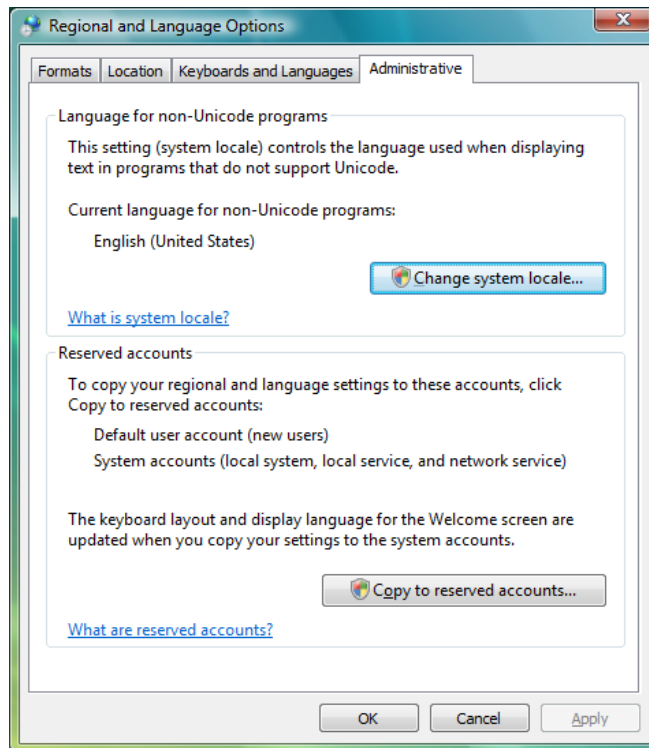 Regional and Language Options
Formats Location Keyboards and Languages Administrative
Language for non-Unicode programs
This setting (system locale) controls the language used when displaying
text in programs that do not support Unicode.
Current language for non-Unicode programs:
English (United States)
Change system locale...
What is system locale?
Reserved accounts
To copy your regional and language settings to these accounts, click
Copy to reserved accounts:
Default user account (new users)
System accounts (local system, local service, and network service)
The keyboard layout and display language for the Welcome screen are
updated when you copy your settings to the system accounts.
Copy to reserved accounts...
What are reserved accounts?
OK Cancel Apply